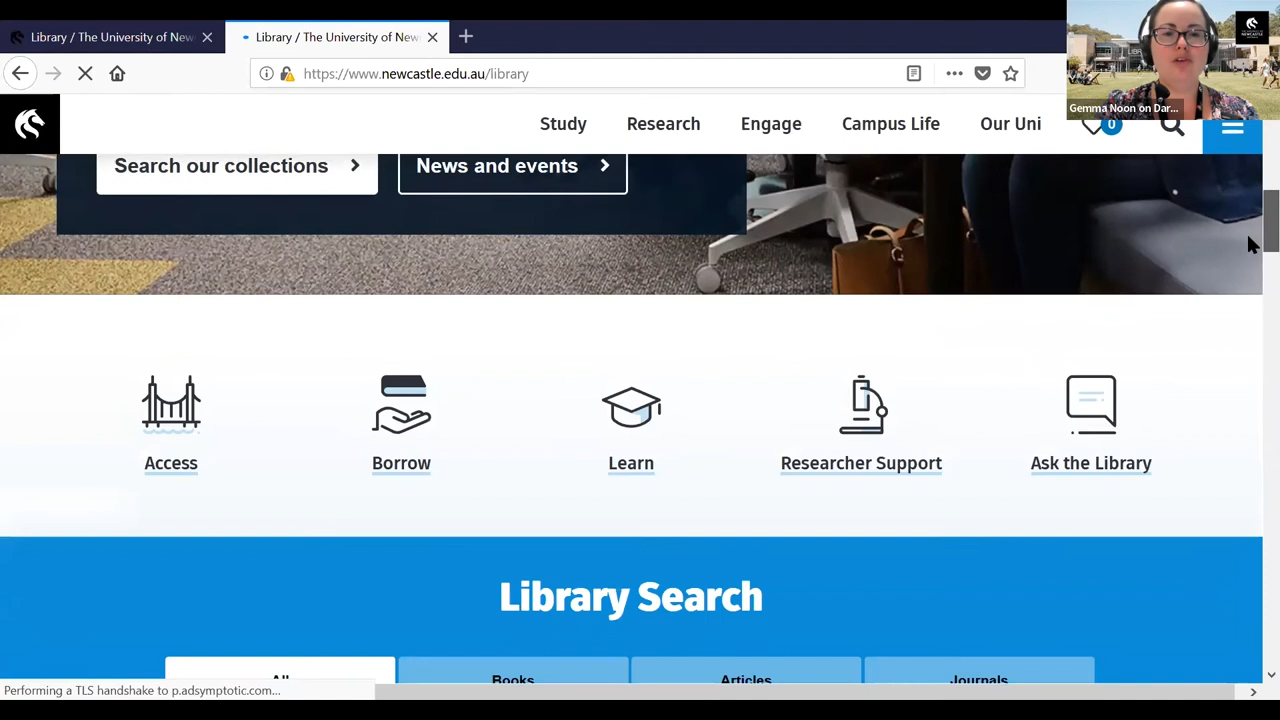 Library / The University of New
Library / The University of New
https://www.newcastle.edu.au/library
Gemma Noon on Dar...
Study
Research
Engage
Campus Life
Our Uni
0
Search our collections
News and events
Access
Borrow
Learn
Researcher Support
Ask the Library
Library Search
All
Books
Articles
Journals
Performing a TLS handshake to p.adsymptotic.com...